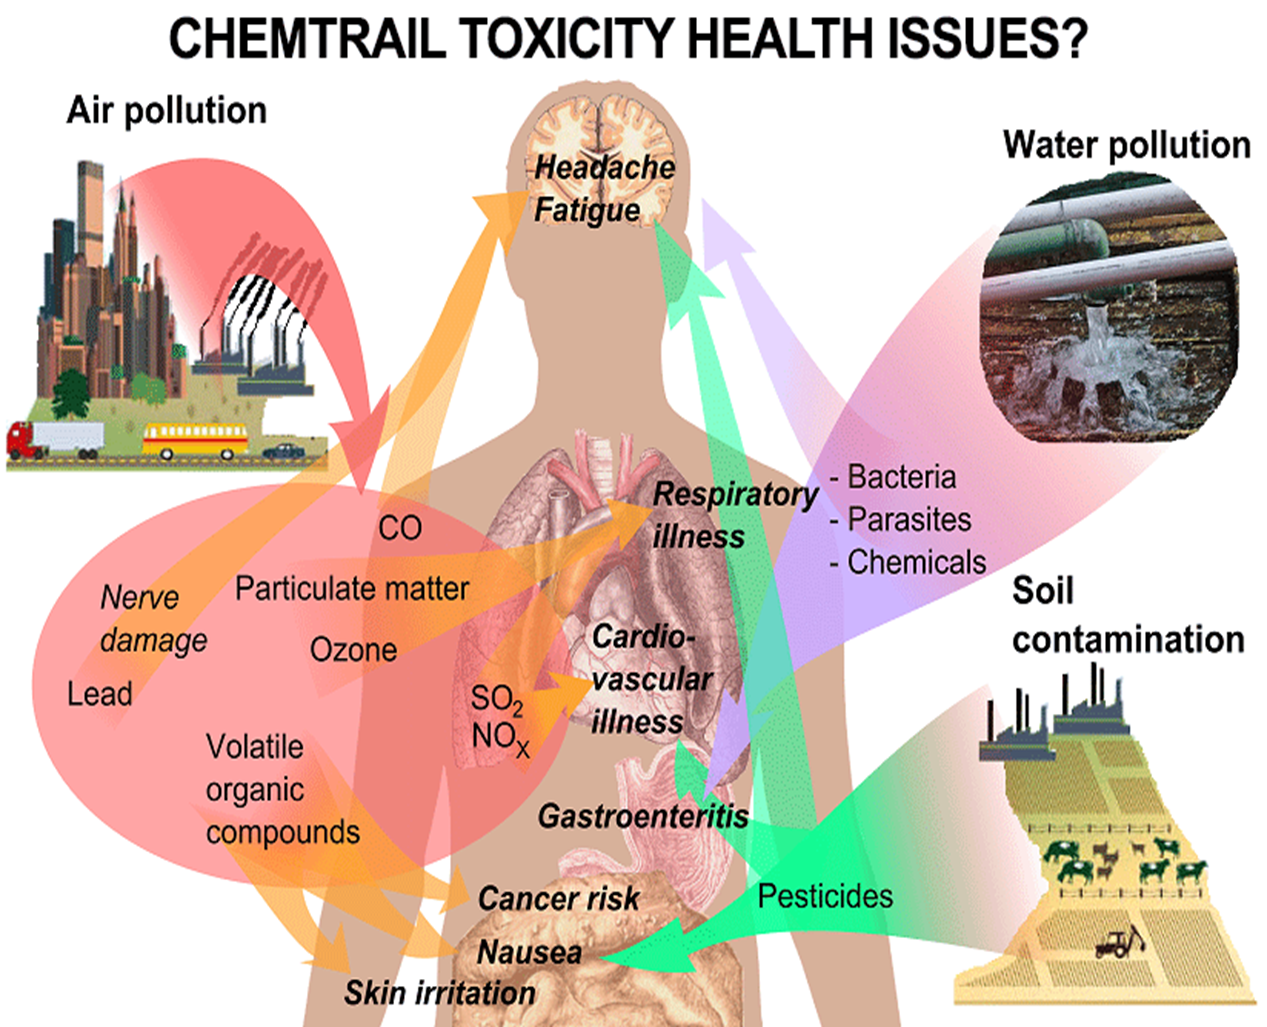 CHEMTRAIL TOXICITY HEALTH ISSUES?
Air pollution
Water pollution
Headache
Fatigue
- Bacteria
- Parasites
- Chemicals
CO
Particulate matter
Ozone
Nerve
damage
Lead
SO₂
NOₓ
Volatile
organic
compounds
Respiratory
illness
Cardio-
vascular
illness
Soil
contamination
Gastroenteritis
Pesticides
Cancer risk
Nausea
Skin irritation